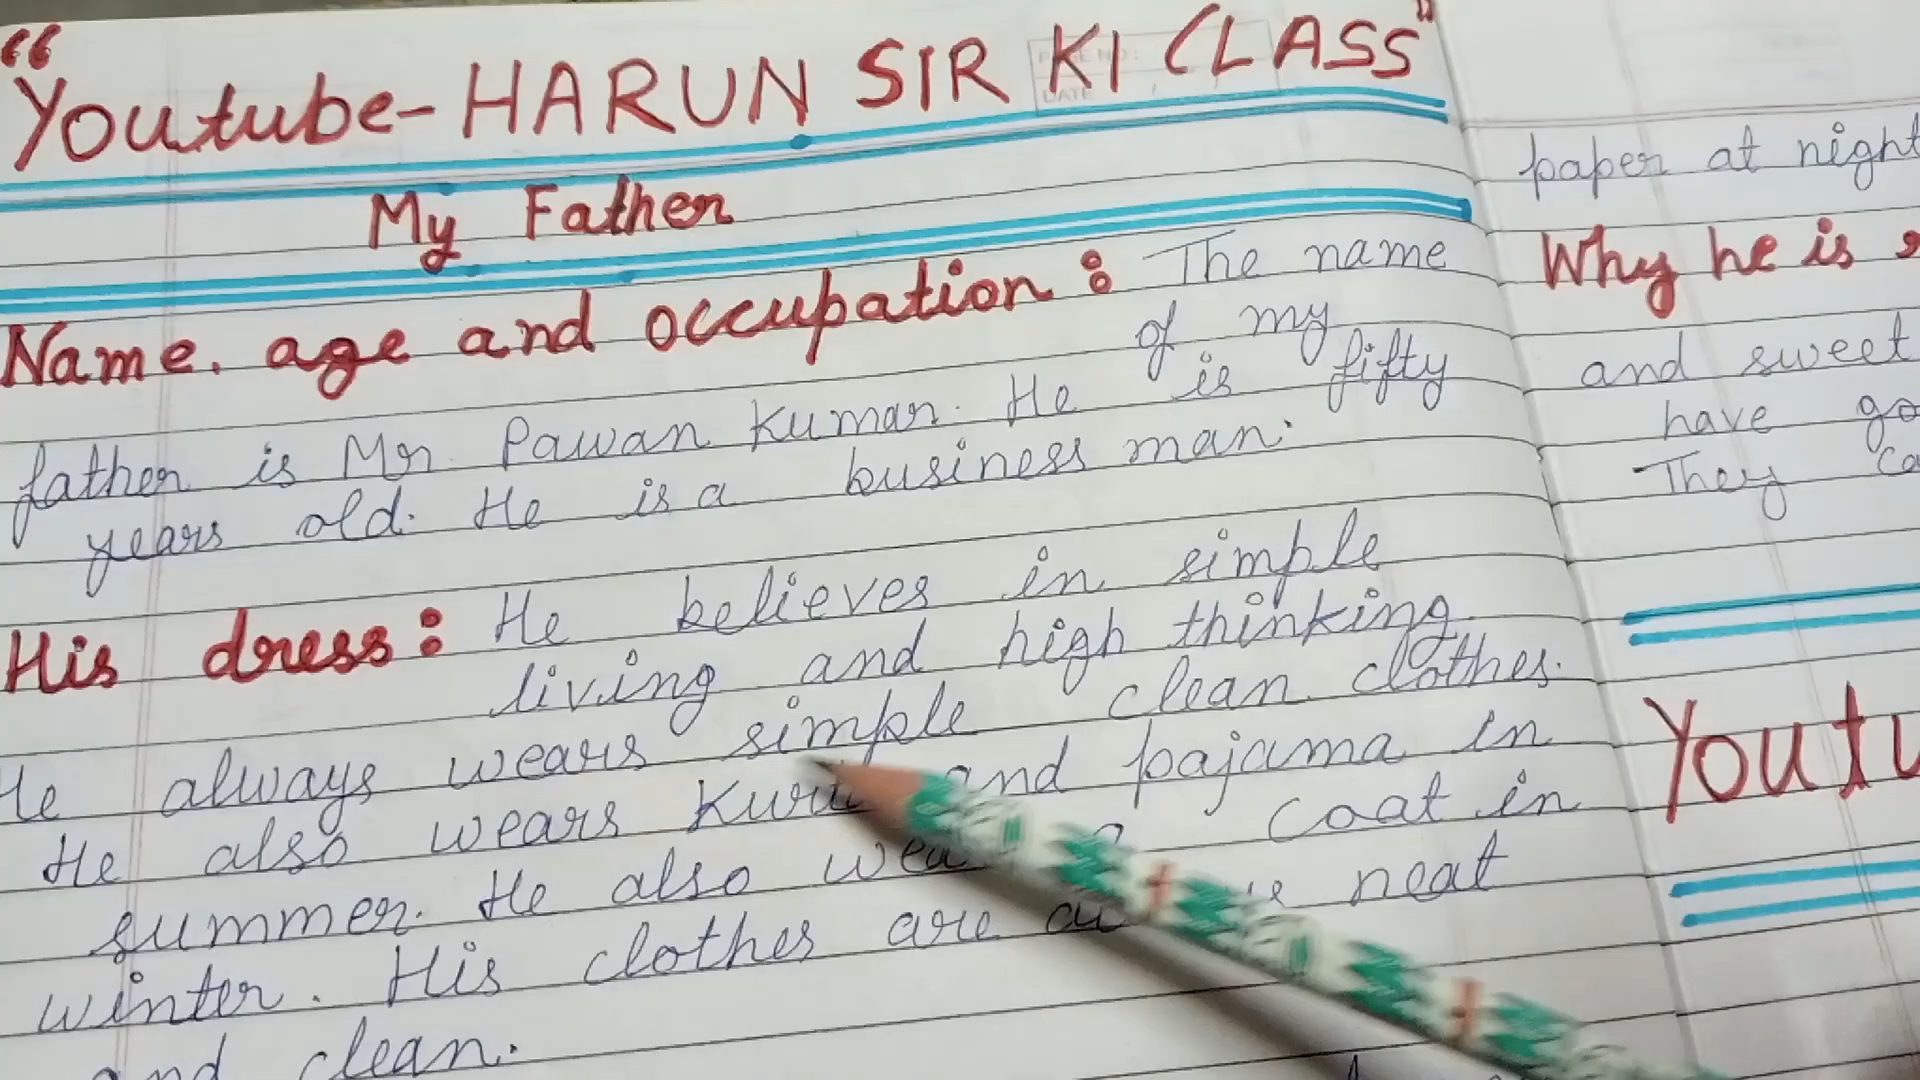 “Youtube-HARUN SIR KI CLASS”
My Father
Name. age and occupation : The name
of my
father is Mr. Pawan Kumar. He is fifty
years old. He is a business man.
His dress : He believes in simple
living and high thinking
He always wears simple clean clothes.
He also wears and pajama in
summer. He also coat in
winter. His clothes are neat
and clean.
paper at night
Why he is
and sweet
have
They